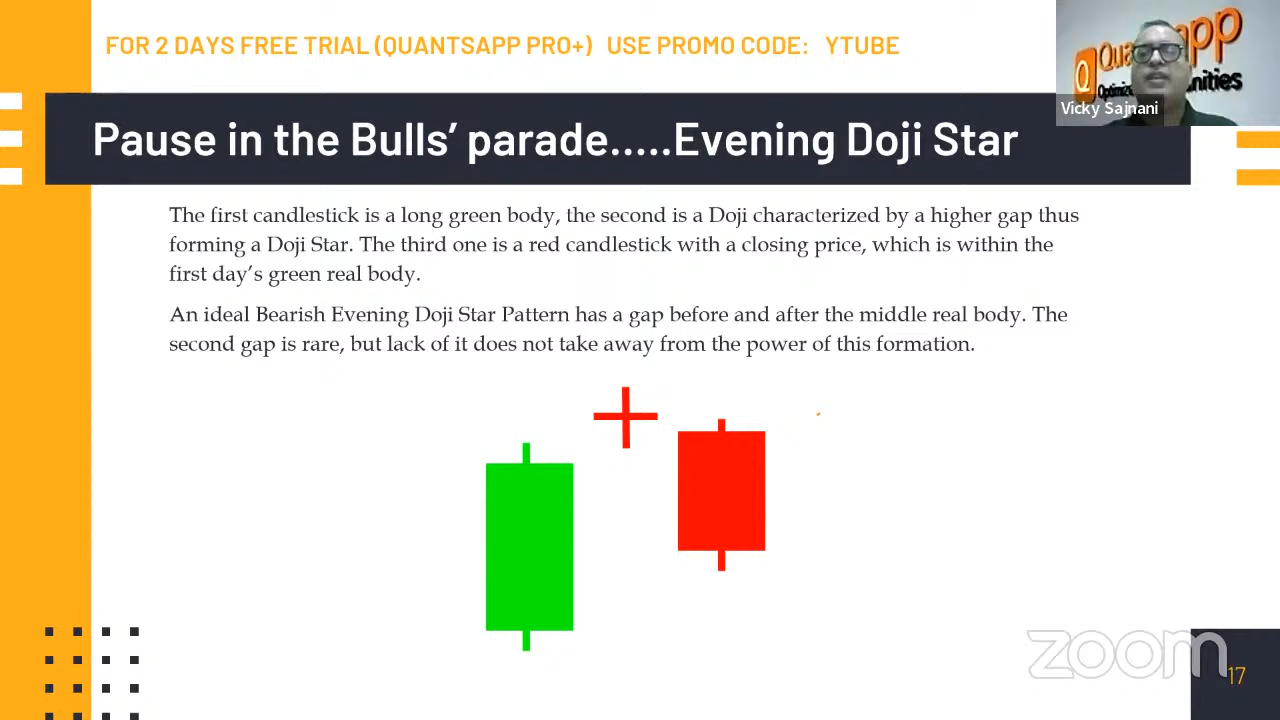 FOR 2 DAYS FREE TRIAL (QUANTSAPP PRO+) USE PROMO CODE: YTUBE
Vicky Sajnani
Pause in the Bulls' parade.....Evening Doji Star
The first candlestick is a long green body, the second is a Doji characterized by a higher gap thus
forming a Doji Star. The third one is a red candlestick with a closing price, which is within the
first day's green real body.
An ideal Bearish Evening Doji Star Pattern has a gap before and after the middle real body. The
second gap is rare, but lack of it does not take away from the power of this formation.
zoom
17